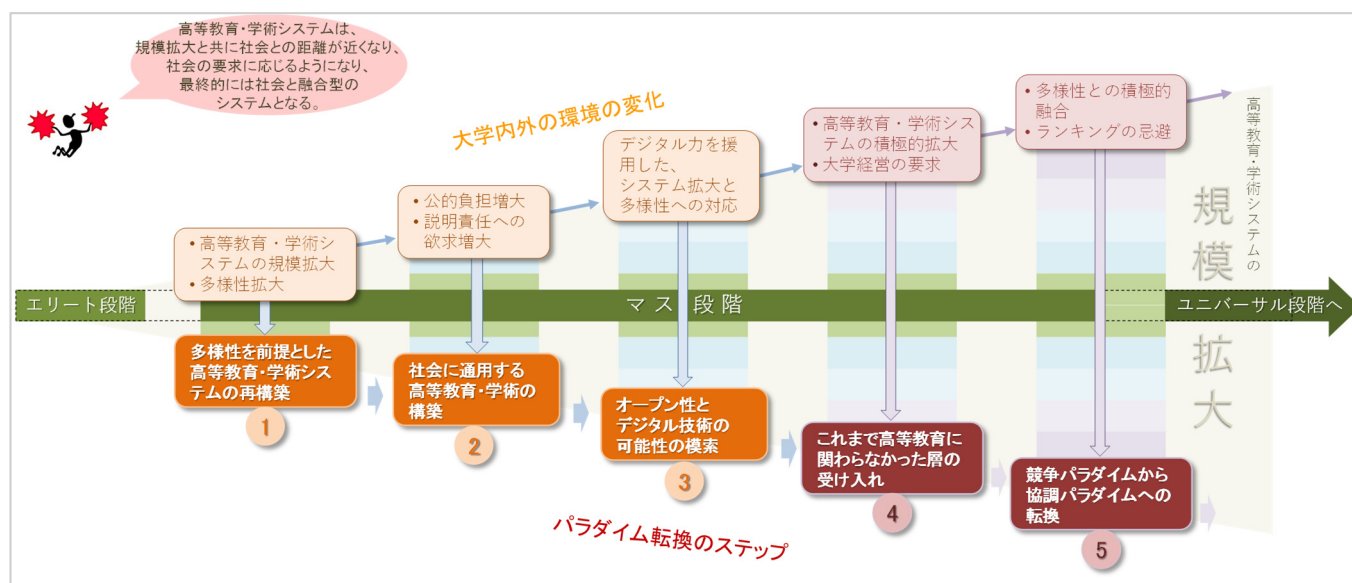 高等教育・学術システムは、
規模拡大と共に社会との距離が近くなり、
社会の要求に応じるようになり、
最終的には社会と融合型の
システムとなる。
大学内外の環境の変化
• 高等教育・学術シス
テムの規模拡大
• 多様性拡大
• 公的負担増大
• 説明責任への
欲求増大
デジタル力を援
用した、
システム拡大と
多様性への対応
• 高等教育・学術シス
テムの積極的拡大
• 大学経営の要求
• 多様性との積極的
融合
• ランキングの忌避
高等教育・学術システムの
規模拡大
エリート段階
マス段階
ユニバーサル段階へ
多様性を前提とした
高等教育・学術シス
テムの再構築
1
社会に通用する
高等教育・学術の
構築
2
オープン性と
デジタル技術の
可能性の模索
3
これまで高等教育に
関わらなかった層の
受け入れ
4
競争パラダイムから
協調パラダイムへの
転換
5
パラダイム転換のステップ